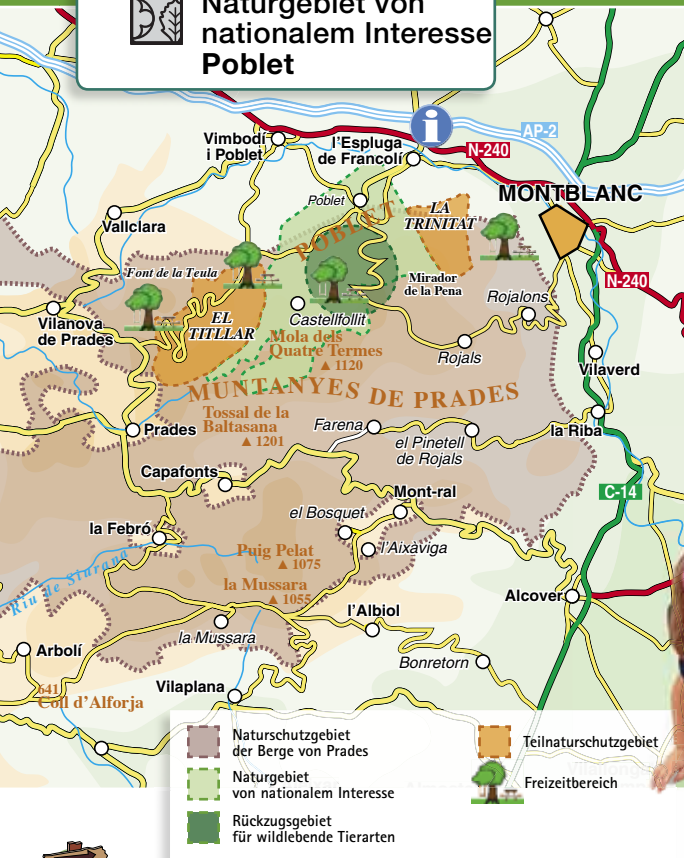 Naturgebiet von
nationalem Interesse
Poblet
AP-2
Vimbodí
i Poblet
l'Espluga
de Francolí
N-240
MONTBLANC
Poblet
POBLET
LA
TRINITAT
Vallclara
Font de la Teula
Mirador
de la Pena
N-240
Rojalons
Castellfollit
EL
TITLLAR
Vilanova
de Prades
Mola dels
Quatre Termes
▲ 1120
Rojals
Vilaverd
MUNTANYES DE PRADES
Tossal de la
Baltasana
▲ 1201
Prades
Farena
el Pinetell
de Rojals
la Riba
Capafonts
Mont-ral
C-14
el Bosquet
la Febró
Puig Pelat
▲ 1075
l'Aixàviga
Riu de Siurana
la Mussara
▲ 1055
Alcover
l'Albiol
la Mussara
Arbolí
Bonretorn
641
Coll d'Alforja
Vilaplana
Naturschutzgebiet
der Berge von Prades
Naturgebiet
von nationalem Interesse
Rückzugsgebiet
für wildlebende Tierarten
Teilnaturschutzgebiet
Freizeitbereich